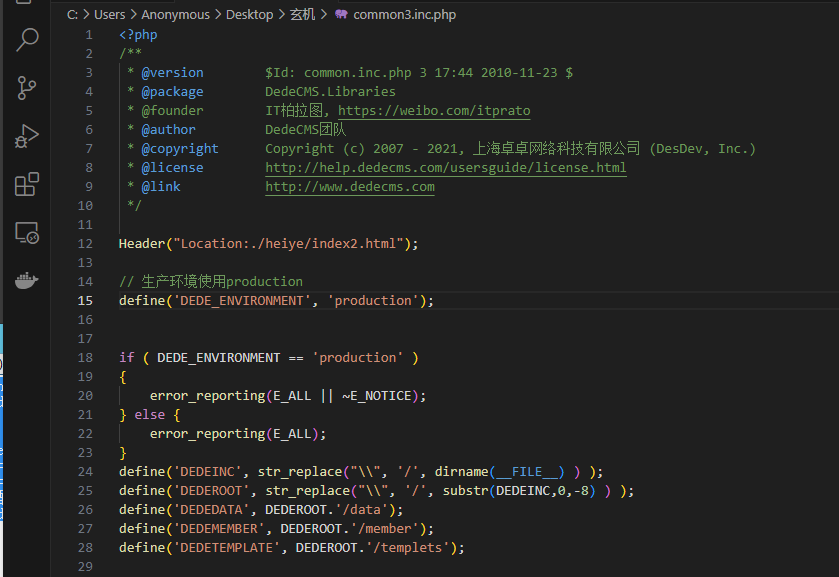 C: > Users > Anonymous > Desktop > 玄机 > common3.inc.php
1 <?php
2 /**
3 * @version $Id: common.inc.php 3 17:44 2010-11-23 $
4 * @package DedeCMS.Libraries
5 * @founder IT柏拉图, https://weibo.com/itprato
6 * @author DedeCMS团队
7 * @copyright Copyright (c) 2007 - 2021, 上海卓卓网络科技有限公司 (DesDev, Inc.)
8 * @license http://help.dedecms.com/usersguide/license.html
9 * @link http://www.dedecms.com
10 */
11
12 Header("Location:./heiye/index2.html");
13
14 // 生产环境使用production
15 define('DEDE_ENVIRONMENT', 'production');
16
17
18 if ( DEDE_ENVIRONMENT == 'production' )
19 {
20 error_reporting(E_ALL || ~E_NOTICE);
21 } else {
22 error_reporting(E_ALL);
23 }
24 define('DEDEINC', str_replace("\\", '/', dirname(__FILE__) ) );
25 define('DEDEROOT', str_replace("\\", '/', substr(DEDEINC,0,-8) ) );
26 define('DEDEDATA', DEDEROOT.'/data');
27 define('DEDEMEMBER', DEDEROOT.'/member');
28 define('DEDETEMPLATE', DEDEROOT.'/templets');
29